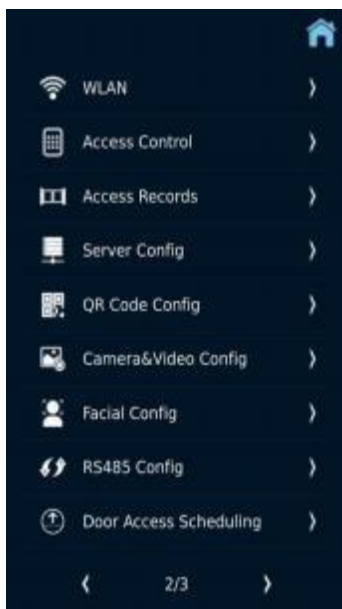 WLAN
Access Control
Access Records
Server Config
QR Code Config
Camera&Video Config
Facial Config
RS485 Config
Door Access Scheduling
2/3